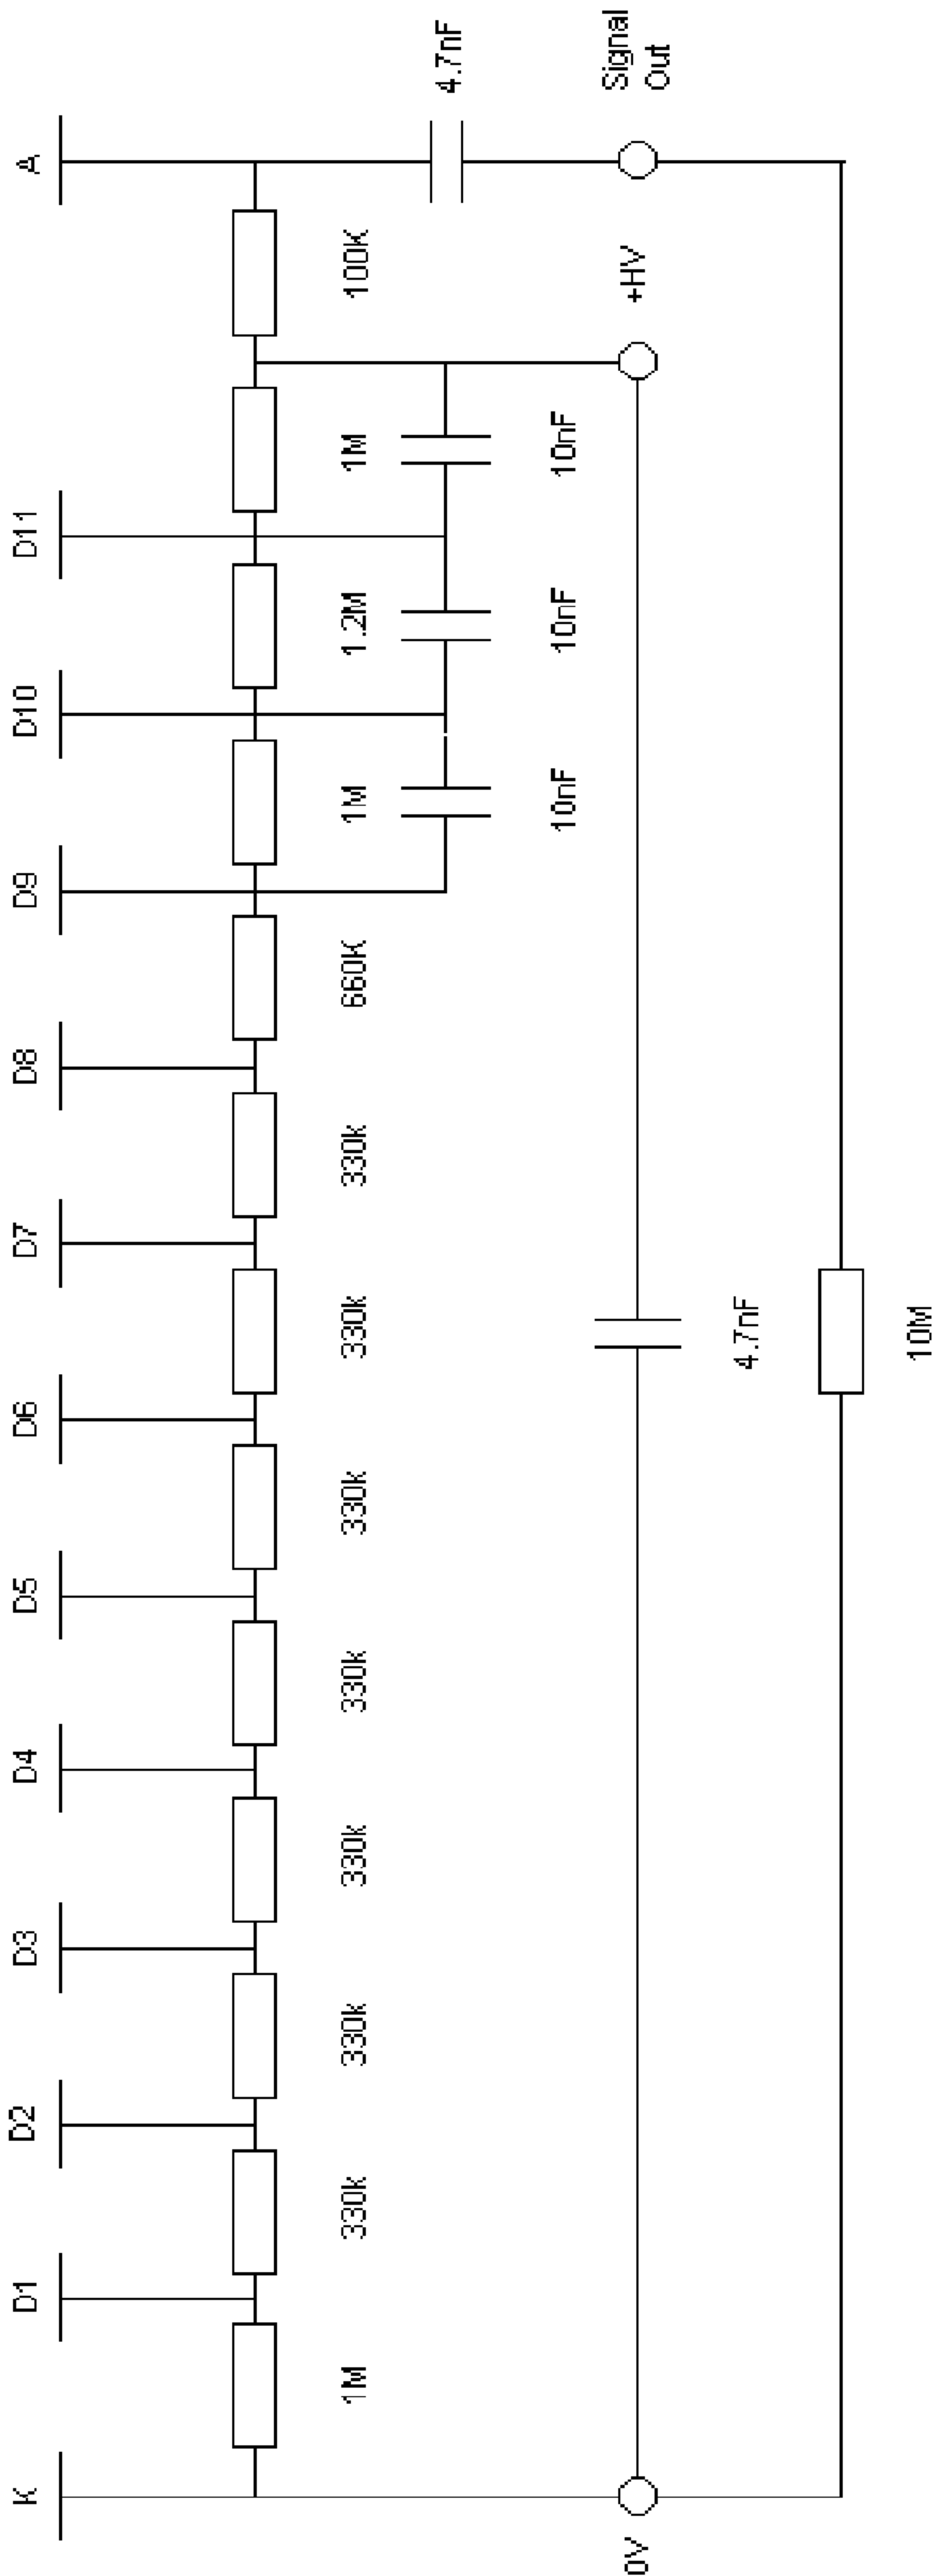 K
D1
D2
D3
D4
D5
D6
D7
D8
D9
D10
D11
A
1M
330k
330k
330k
330k
330k
330k
330k
660K
1M
1.2M
1M
100K
10nF
10nF
10nF
4.7nF
0V
+HV
Signal
Out
4.7nF
10M